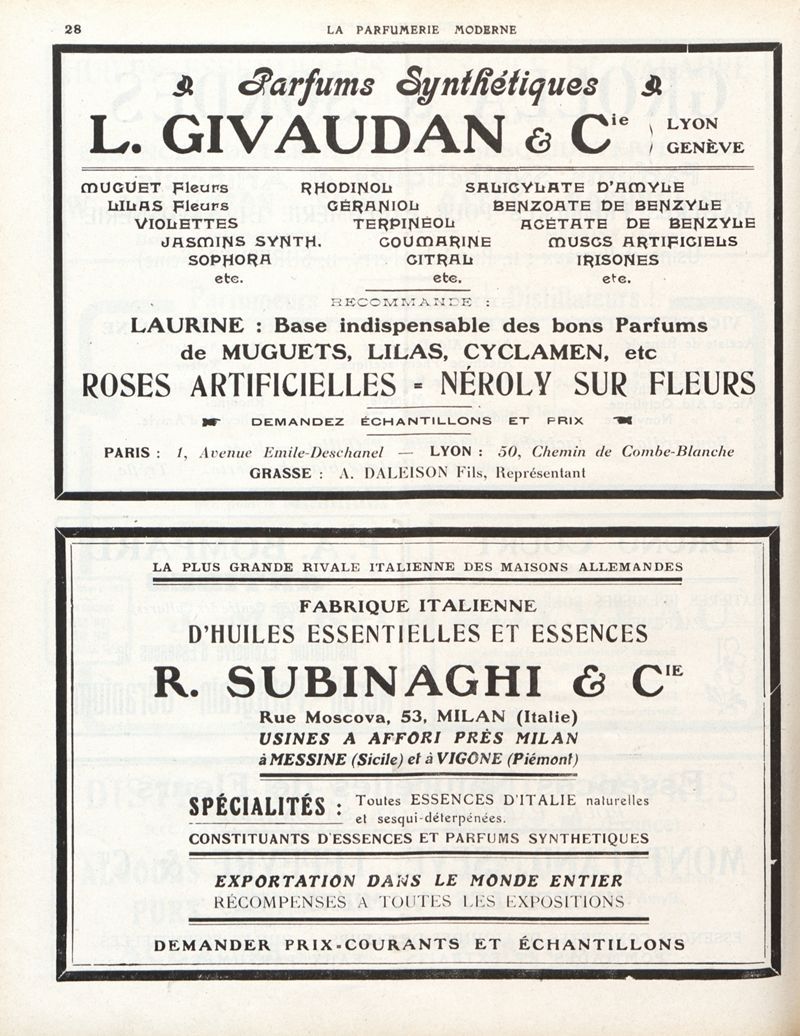 28
LA PARFUMERIE MODERNE
Parfums Synthétiques
L. GIVAUDAN & Cie
LYON
GENÈVE
MUGUET Fleurs
LILAS Fleurs
VIOLETTES
JASMINS SYNTH.
SOPHORA
etc.
RHODINOL
GÉRANIOL
TERPINÉOL
COUMARINE
CITRAL
etc.
SALICYLATE D'AMYLE
BENZOATE DE BENZYLE
ACÉTATE DE BENZYLE
MUSCS ARTIFICIELS
IRISONES
etc.
RECOMMANDE :
LAURINE : Base indispensable des bons Parfums
de MUGUETS, LILAS, CYCLAMEN, etc
ROSES ARTIFICIELLES = NÉROLY SUR FLEURS
DEMANDEZ ÉCHANTILLONS ET PRIX
PARIS : 1, Avenue Emile-Deschanel — LYON : 50, Chemin de Combe-Blanche
GRASSE : A. DALEISON Fils, Représentant
LA PLUS GRANDE RIVALE ITALIENNE DES MAISONS ALLEMANDES
FABRIQUE ITALIENNE
D'HUILES ESSENTIELLES ET ESSENCES
R. SUBINAGHI & CIE
Rue Moscova, 53, MILAN (Italie)
USINES A AFFORI PRÈS MILAN
à MESSINE (Sicile) et à VIGONE (Piémont)
SPÉCIALITÉS : Toutes ESSENCES D'ITALIE naturelles
et sesqui-déterpénées.
CONSTITUANTS D'ESSENCES ET PARFUMS SYNTHETIQUES
EXPORTATION DANS LE MONDE ENTIER
RÉCOMPENSES A TOUTES LES EXPOSITIONS
DEMANDER PRIX-COURANTS ET ÉCHANTILLONS